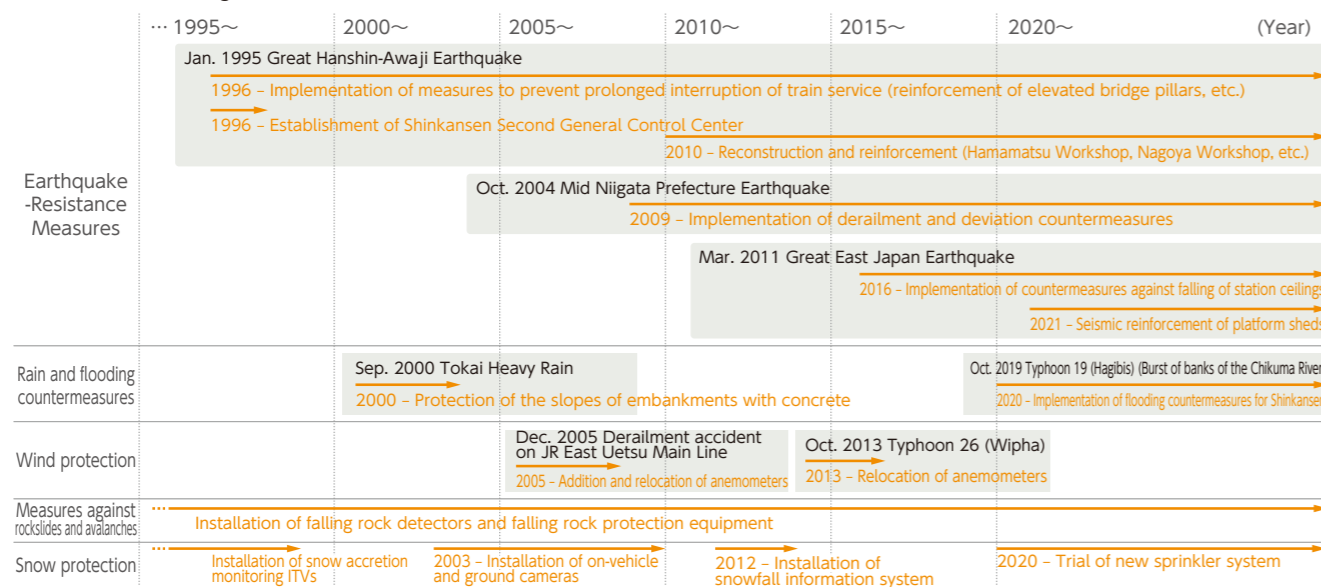 … 1995～ 2000～ 2005～ 2010～ 2015～ 2020～ (Year)
Earthquake
-Resistance
Measures
Jan. 1995 Great Hanshin-Awaji Earthquake
1996 – Implementation of measures to prevent prolonged interruption of train service (reinforcement of elevated bridge pillars, etc.)
1996 – Establishment of Shinkansen Second General Control Center
2010 – Reconstruction and reinforcement (Hamamatsu Workshop, Nagoya Workshop, etc.)
Oct. 2004 Mid Niigata Prefecture Earthquake
2009 – Implementation of derailment and deviation countermeasures
Mar. 2011 Great East Japan Earthquake
2016 – Implementation of countermeasures against falling of station ceilings
2021 – Seismic reinforcement of platform sheds
Rain and flooding
countermeasures
Sep. 2000 Tokai Heavy Rain
2000 – Protection of the slopes of embankments with concrete
Oct. 2019 Typhoon 19 (Hagibis) (Burst of banks of the Chikuma River
2020 – Implementation of flooding countermeasures for Shinkansen
Wind protection
Dec. 2005 Derailment accident
on JR East Uetsu Main Line
2005 – Addition and relocation of anemometers
Oct. 2013 Typhoon 26 (Wipha)
2013 – Relocation of anemometers
Measures against
rockslides and avalanches
Installation of falling rock detectors and falling rock protection equipment
Snow protection
Installation of snow accretion
monitoring ITVs
2003 – Installation of on-vehicle
and ground cameras
2012 – Installation of
snowfall information system
2020 – Trial of new sprinkler system